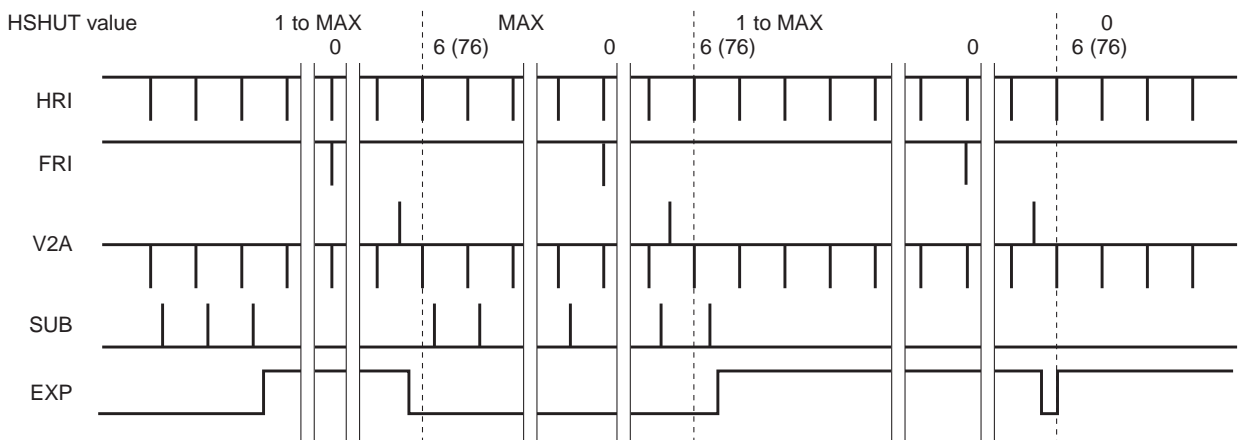 HSHUT value 1 to MAX MAX 1 to MAX 0
0 6 (76) 0 6 (76) 0 6 (76)
HRI
FRI
V2A
SUB
EXP